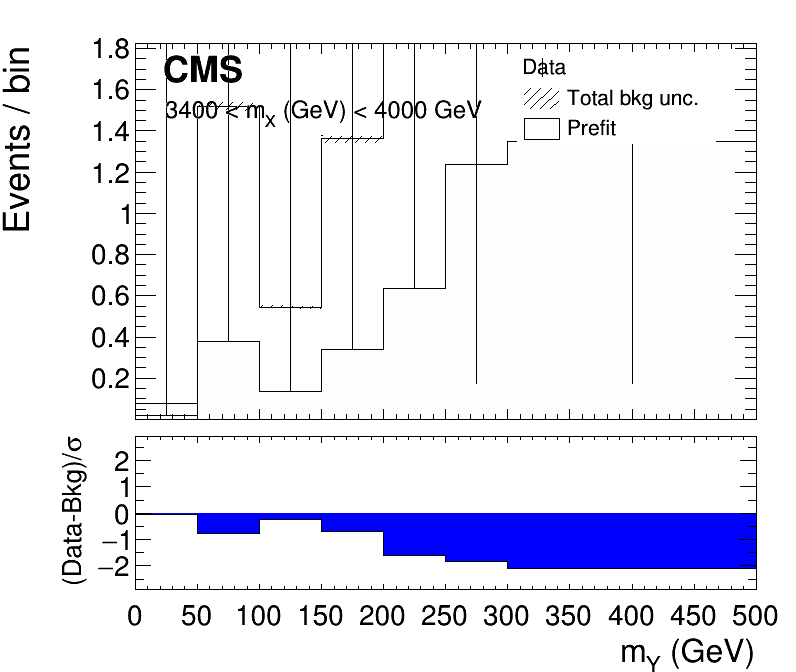 Events / bin
1.8
1.6
1.4
1.2
1
0.8
0.6
0.4
0.2
CMS
3400 < mX (GeV) < 4000 GeV
Data
Total bkg unc.
Prefit
(Data-Bkg)/σ
2
1
0
−1
−2
0 50 100 150 200 250 300 350 400 450 500
mY (GeV)